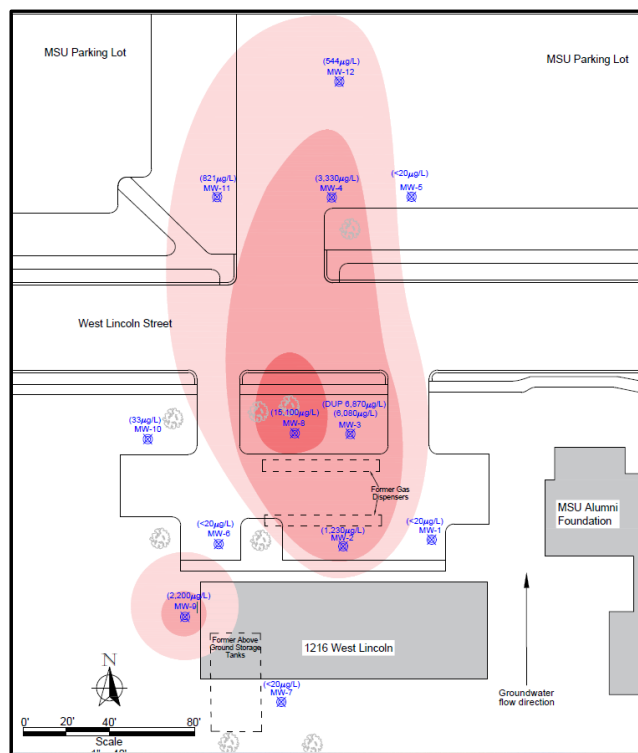 MSU Parking Lot
(544µg/L)
MW-12
MSU Parking Lot
(821µg/L)
MW-11
(3,330µg/L)
MW-4
(<20µg/L)
MW-5
West Lincoln Street
(33µg/L)
MW-10
(15,100µg/L)
MW-8
(DUP 6,870µg/L)
(6,080µg/L)
MW-3
Former Gas
Dispensers
(<20µg/L)
MW-6
(1,230µg/L)
MW-2
(<20µg/L)
MW-1
MSU Alumni
Foundation
(2,200µg/L)
MW-9
Former Above
Ground Storage
Tanks
1216 West Lincoln
(<20µg/L)
MW-7
Groundwater
flow direction
N
0' 20' 40' 80'
Scale